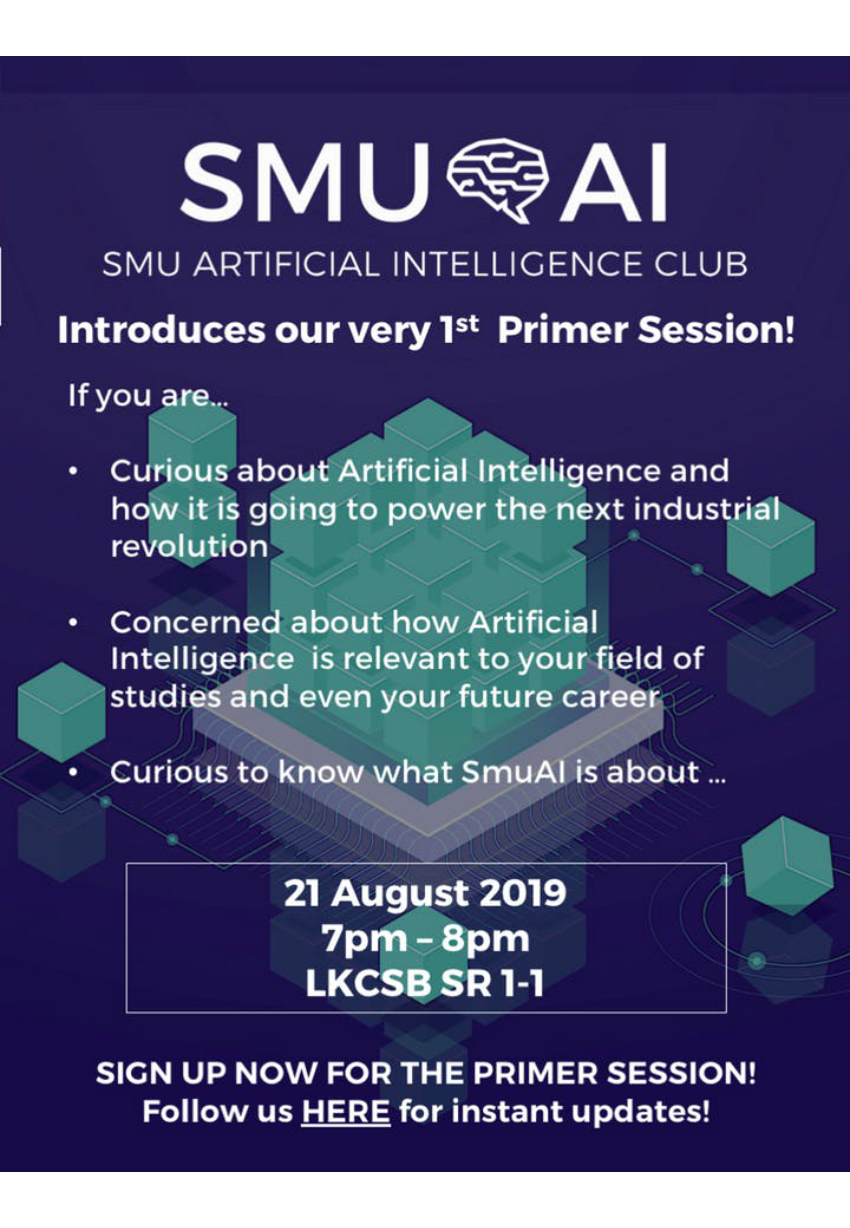 SMU AI
SMU ARTIFICIAL INTELLIGENCE CLUB
Introduces our very 1st Primer Session!
If you are...
• Curious about Artificial Intelligence and
how it is going to power the next industrial
revolution
• Concerned about how Artificial
Intelligence is relevant to your field of
studies and even your future career
• Curious to know what SmuAI is about ...
21 August 2019
7pm – 8pm
LKCSB SR 1-1
SIGN UP NOW FOR THE PRIMER SESSION!
Follow us HERE for instant updates!